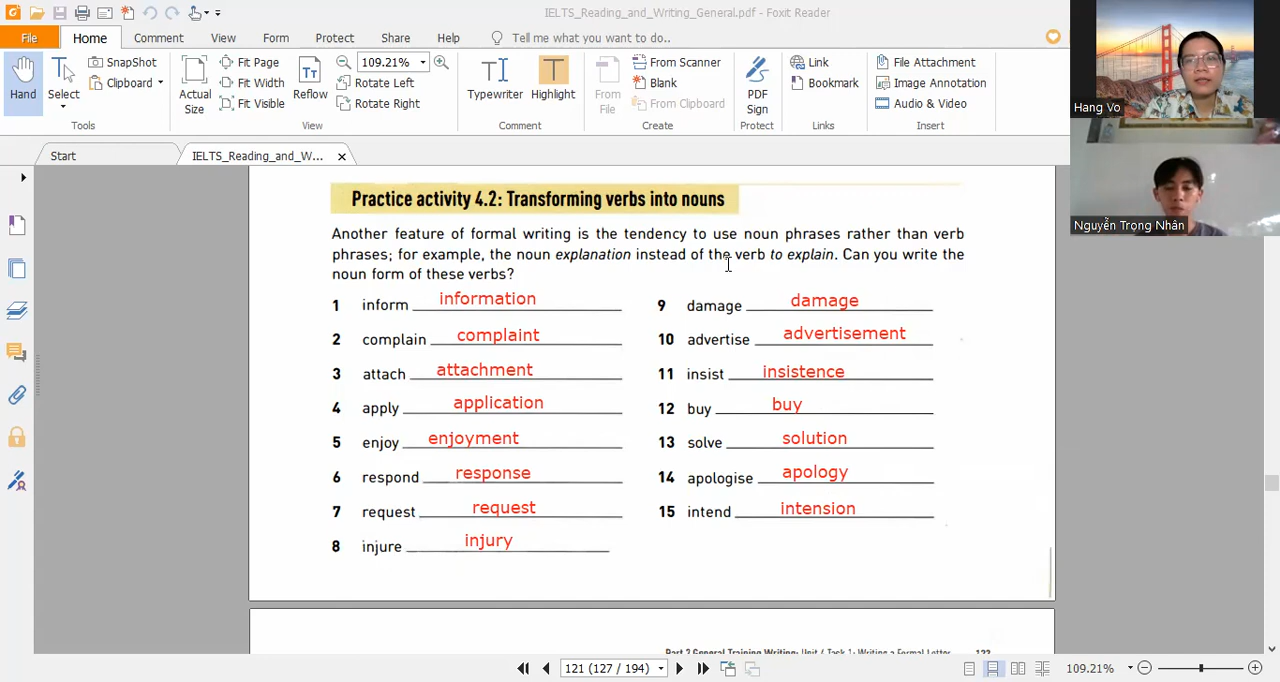 IELTS_Reading_and_Writing_General.pdf - Foxit Reader
File Home Comment View Form Protect Share Help Tell me what you want to do..
Hand Select SnapShot Clipboard Actual Size Fit Page Fit Width Fit Visible Reflow 109.21% Rotate Left Rotate Right Typewriter Highlight From File From Scanner Blank From Clipboard PDF Sign Link Bookmark File Attachment Image Annotation Audio & Video
Tools View Comment Create Protect Links Insert
Hang Vo
Nguyễn Trọng Nhân
Start IELTS_Reading_and_W...
Practice activity 4.2: Transforming verbs into nouns
Another feature of formal writing is the tendency to use noun phrases rather than verb
phrases; for example, the noun explanation instead of the verb to explain. Can you write the
noun form of these verbs?
1 inform information
2 complain complaint
3 attach attachment
4 apply application
5 enjoy enjoyment
6 respond response
7 request request
8 injure injury
9 damage damage
10 advertise advertisement
11 insist insistence
12 buy buy
13 solve solution
14 apologise apology
15 intend intension
121 (127 / 194)
109.21%